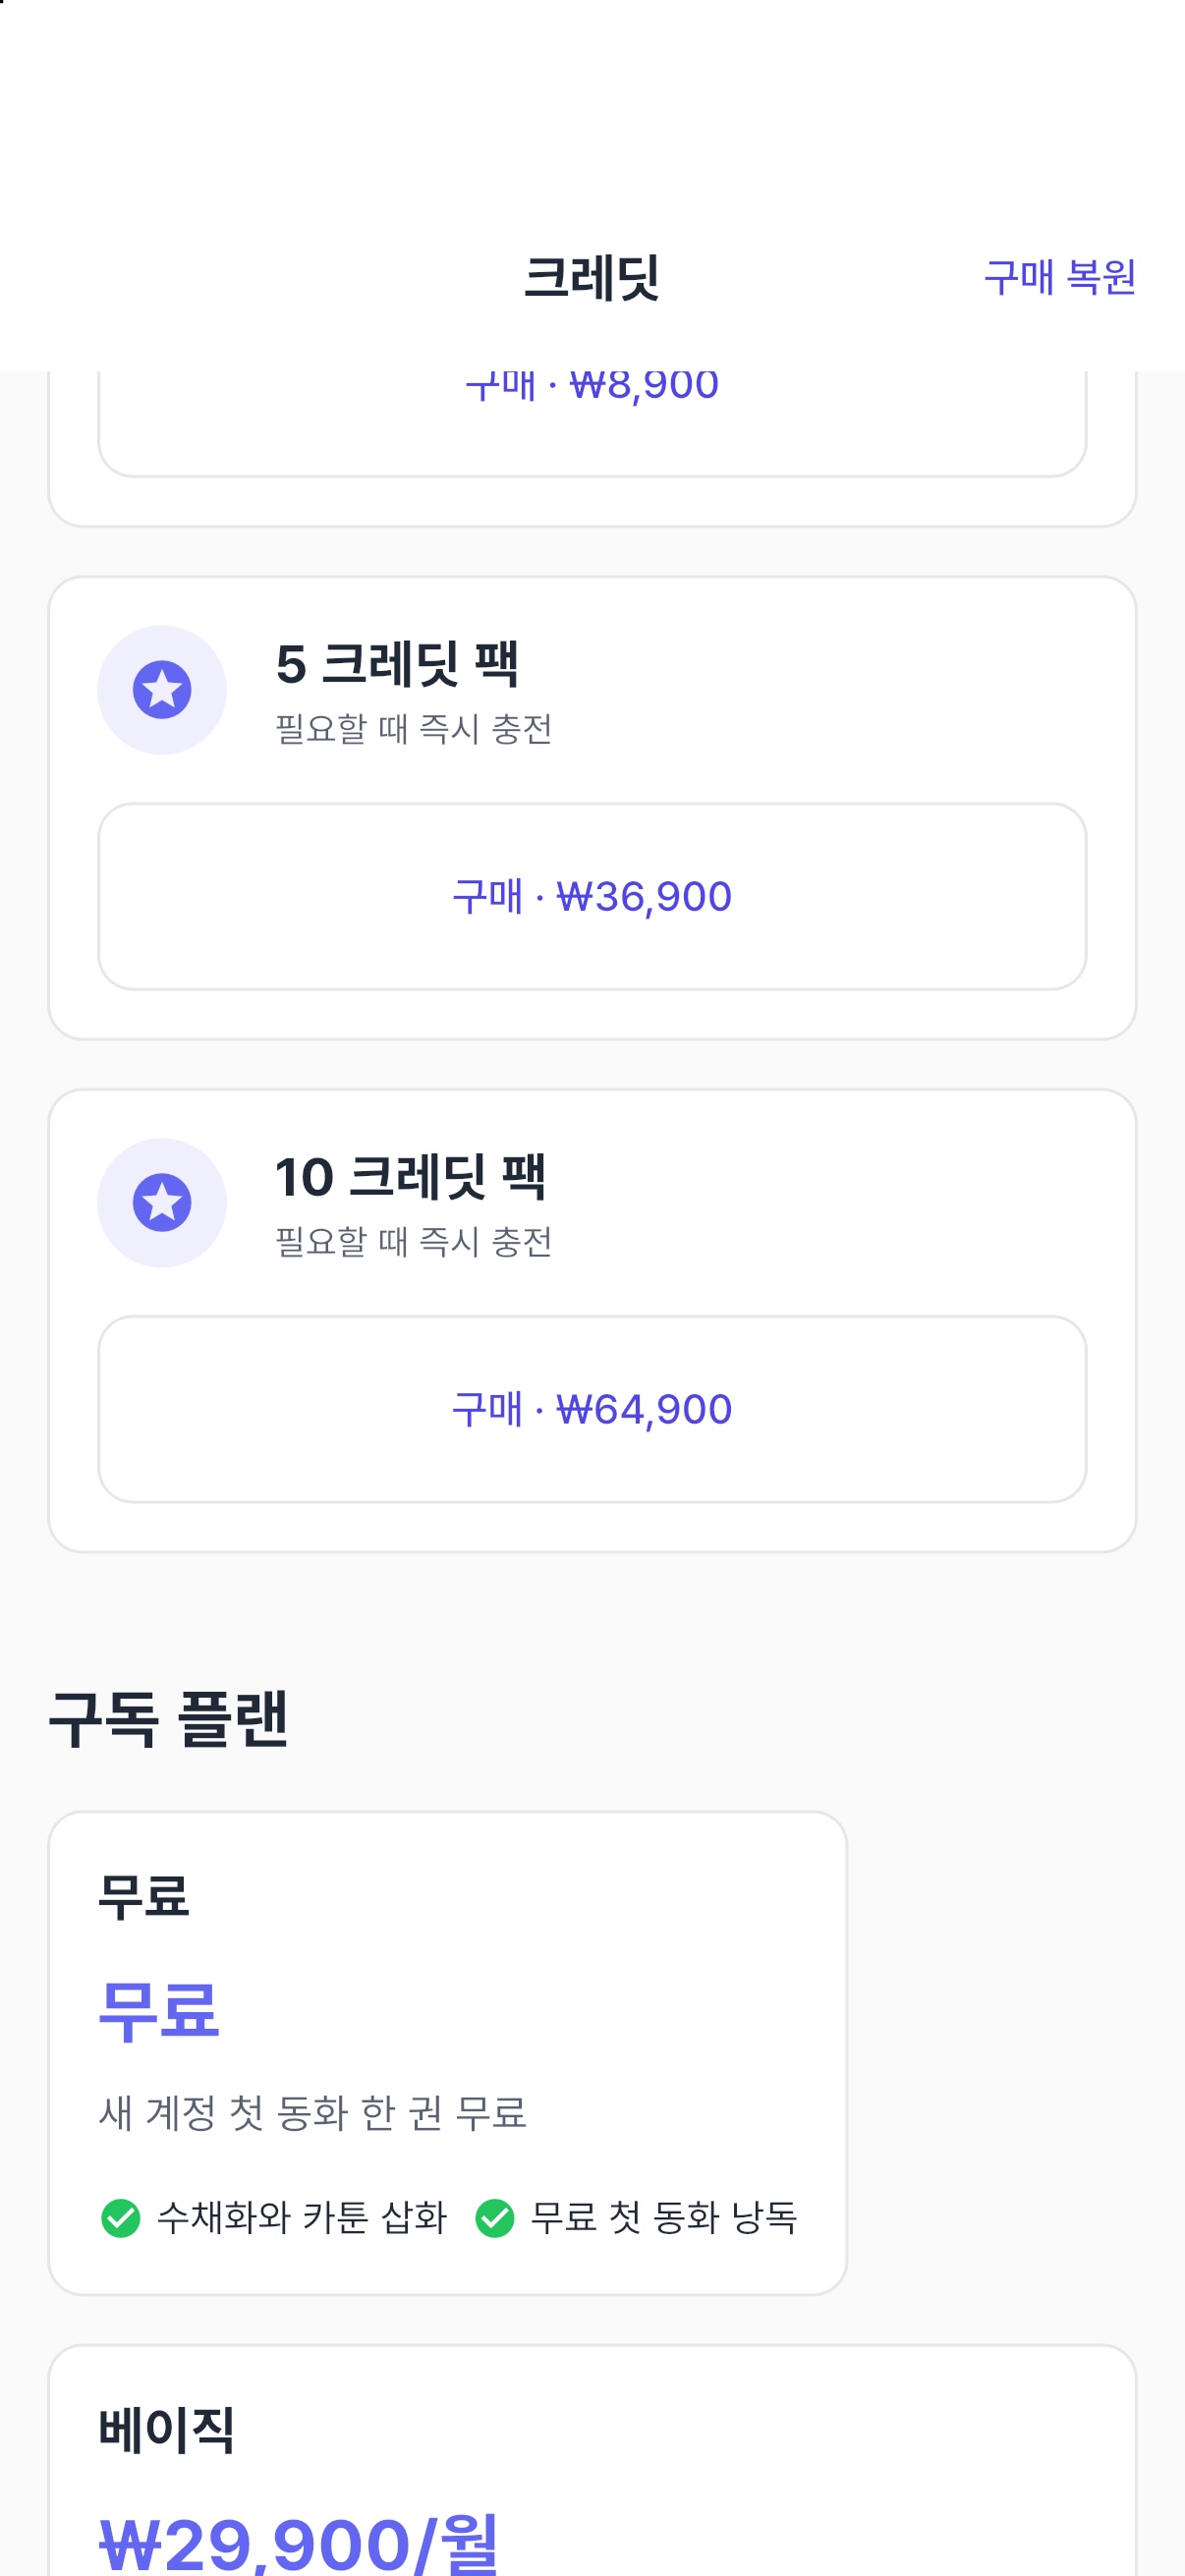 크레딧
구매 복원
구매 · ₩8,900
5 크레딧 팩
필요할 때 즉시 충전
구매 · ₩36,900
10 크레딧 팩
필요할 때 즉시 충전
구매 · ₩64,900
구독 플랜
무료
무료
새 계정 첫 동화 한 권 무료
수채화와 카툰 삽화 무료 첫 동화 낭독
베이직
₩29,900/월